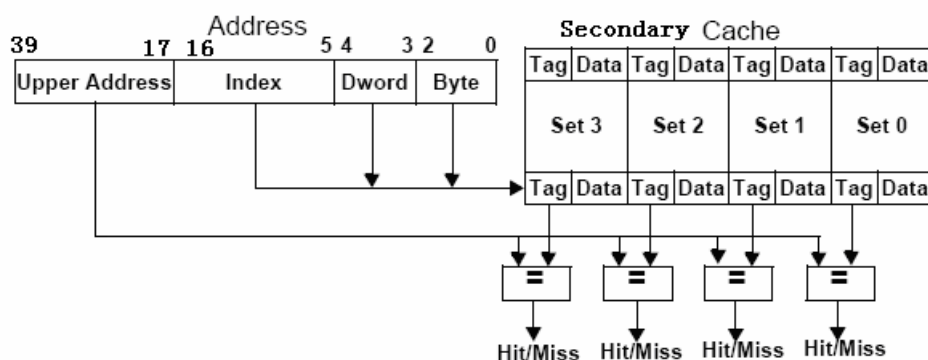 Address
39 17 16 5 4 3 2 0
Upper Address Index Dword Byte
Secondary Cache
Tag Data Tag Data Tag Data Tag Data
Set 3 Set 2 Set 1 Set 0
Tag Data Tag Data Tag Data Tag Data
= = = =
Hit/Miss Hit/Miss Hit/Miss Hit/Miss